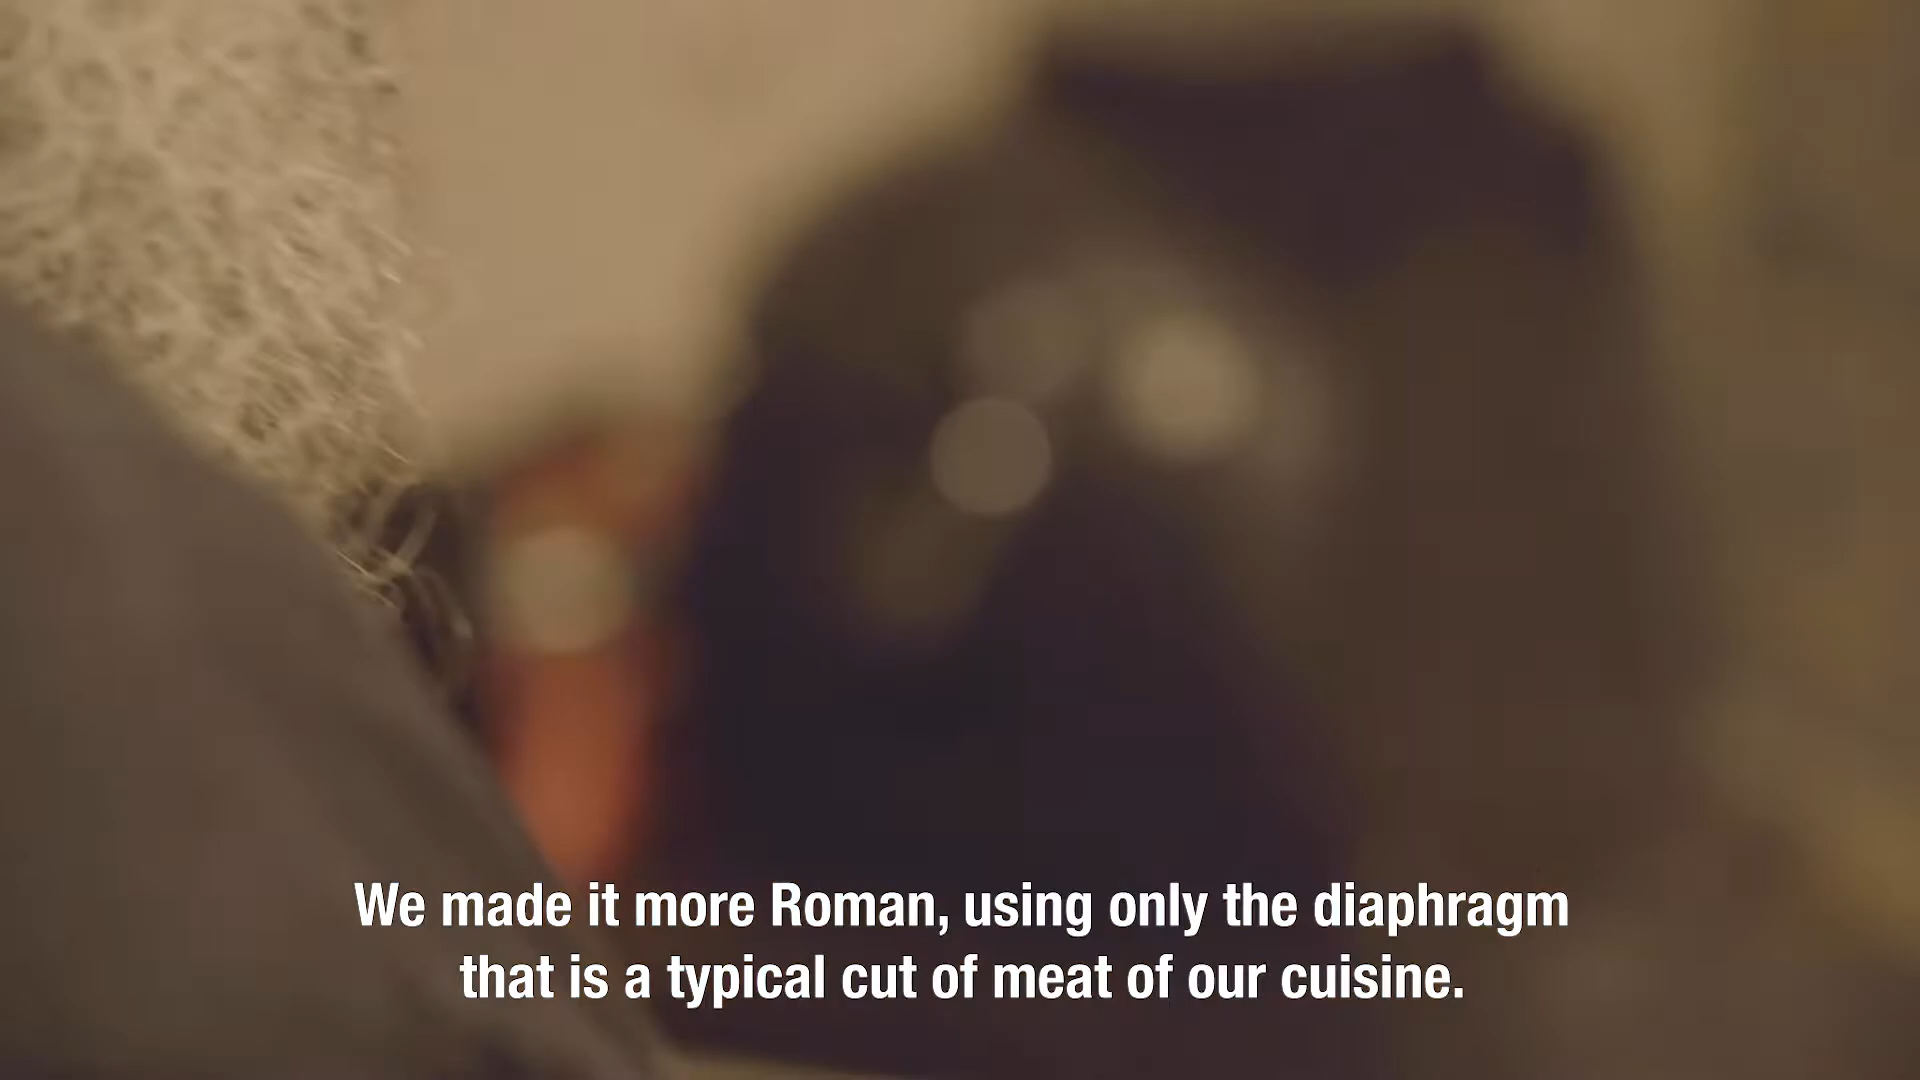 We made it more Roman, using only the diaphragm
that is a typical cut of meat of our cuisine.